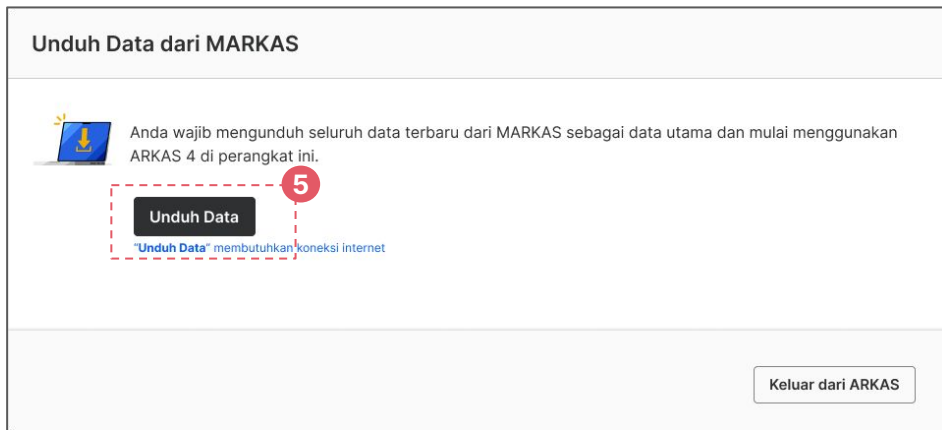 Unduh Data dari MARKAS
Anda wajib mengunduh seluruh data terbaru dari MARKAS sebagai data utama dan mulai menggunakan
ARKAS 4 di perangkat ini.
5
Unduh Data
"Unduh Data" membutuhkan koneksi internet
Keluar dari ARKAS